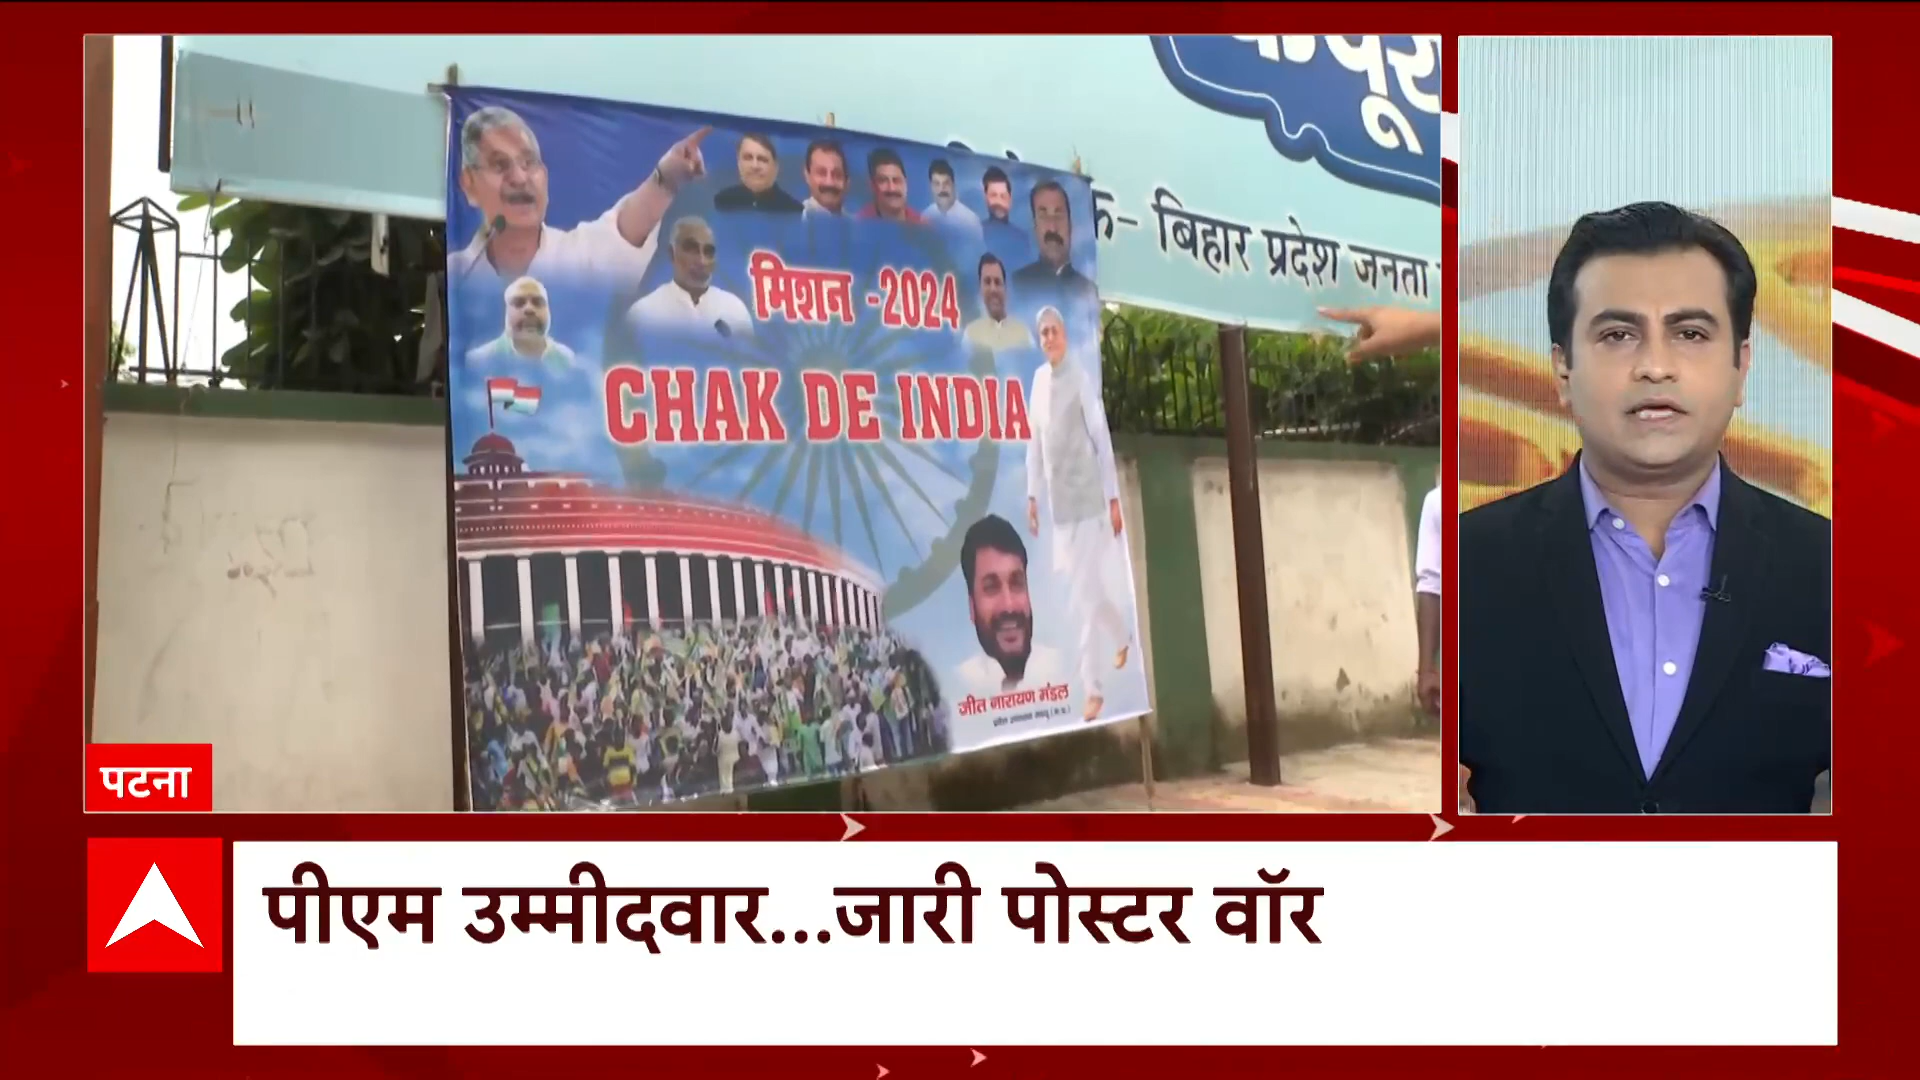 क- बिहार प्रदेश जनता
मिशन -2024
CHAK DE INDIA
जीत नारायण मंडल
पटना
पीएम उम्मीदवार...जारी पोस्टर वॉर